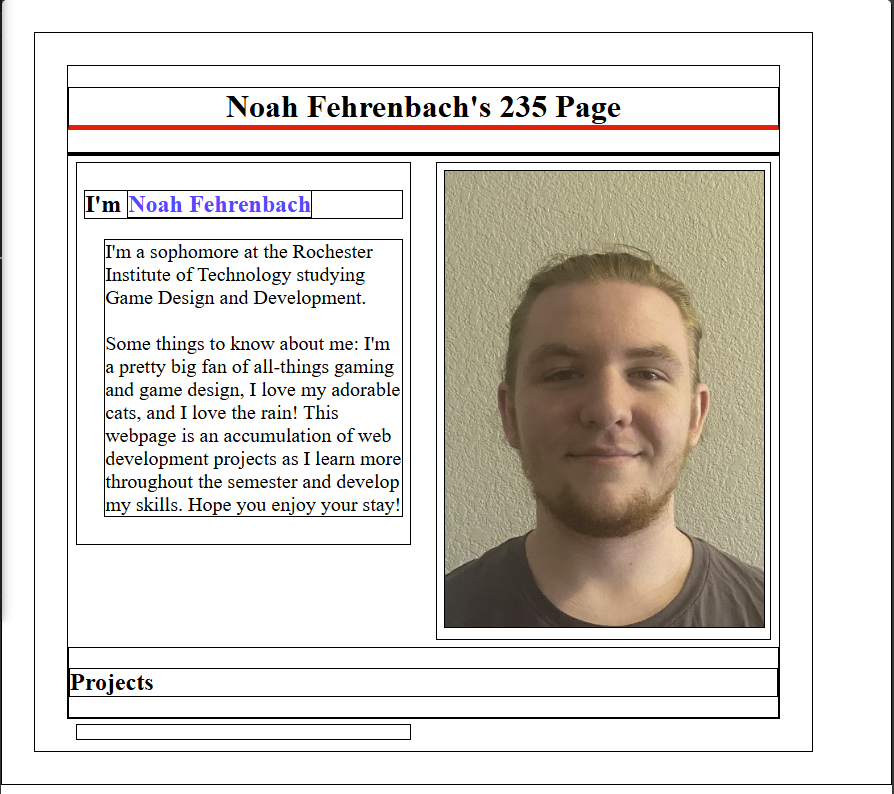 Noah Fehrenbach's 235 Page
I'm Noah Fehrenbach
I'm a sophomore at the Rochester
Institute of Technology studying
Game Design and Development.
Some things to know about me: I'm
a pretty big fan of all-things gaming
and game design, I love my adorable
cats, and I love the rain! This
webpage is an accumulation of web
development projects as I learn more
throughout the semester and develop
my skills. Hope you enjoy your stay!
Projects